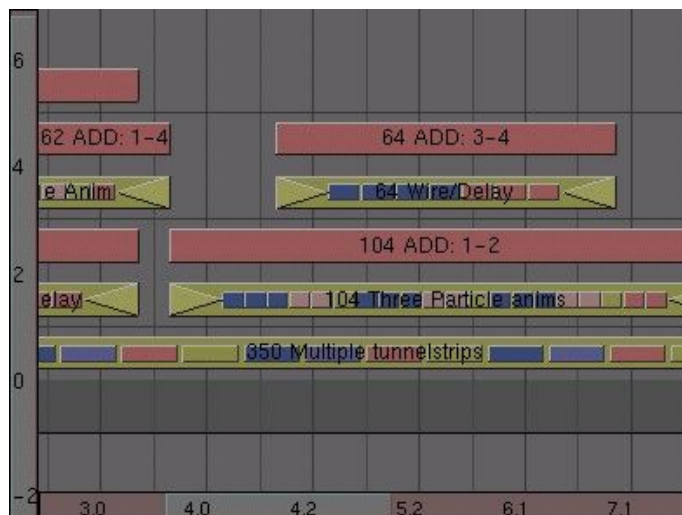 6
62 ADD: 1-4
64 ADD: 3-4
4
e Anim
64 Wire/Delay
104 ADD: 1-2
2
elay
104 Three Particle anims
350 Multiple tunnelstrips
0
-2
3.0 4.0 4.2 5.2 6.1 7.1